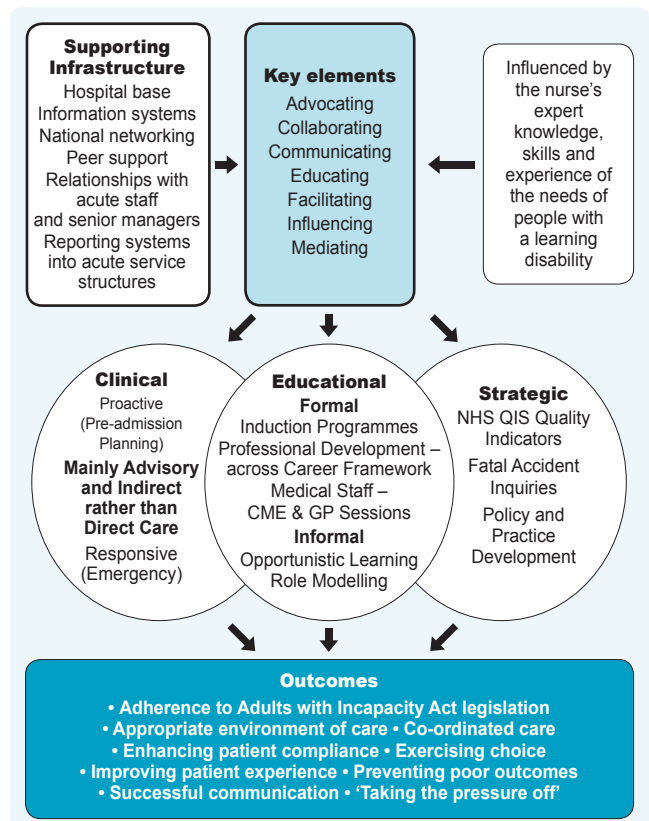 Supporting
Infrastructure
Hospital base
Information systems
National networking
Peer support
Relationships with
acute staff
and senior managers
Reporting systems
into acute service
structures
Key elements
Advocating
Collaborating
Communicating
Educating
Facilitating
Influencing
Mediating
Influenced by
the nurse’s
expert
knowledge,
skills and
experience of
the needs of
people with
a learning
disability
Clinical
Proactive
(Pre-admission
Planning)
Mainly Advisory
and Indirect
rather than
Direct Care
Responsive
(Emergency)
Educational
Formal
Induction Programmes
Professional Development –
across Career Framework
Medical Staff –
CME & GP Sessions
Informal
Opportunistic Learning
Role Modelling
Strategic
NHS QIS Quality
Indicators
Fatal Accident
Inquiries
Policy and
Practice
Development
Outcomes
• Adherence to Adults with Incapacity Act legislation
• Appropriate environment of care • Co-ordinated care
• Enhancing patient compliance • Exercising choice
• Improving patient experience • Preventing poor outcomes
• Successful communication • ‘Taking the pressure off’